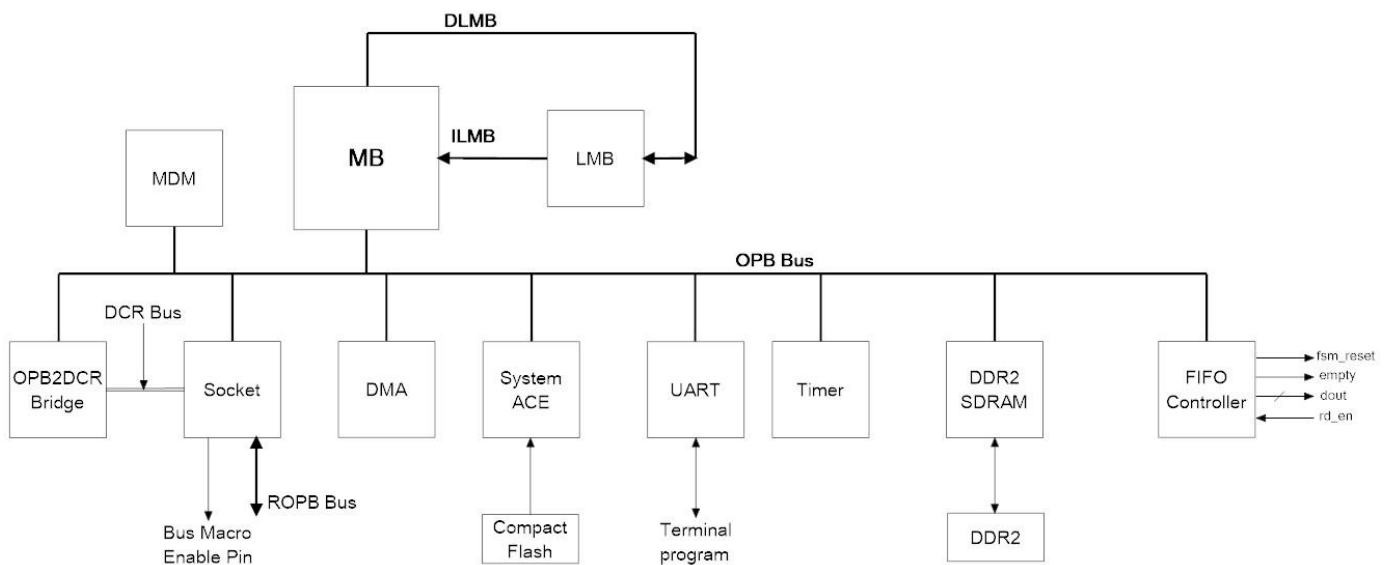 DLMB
MB
ILMB
LMB
MDM
OPB Bus
DCR Bus
OPB2DCR
Bridge
Socket
DMA
System
ACE
UART
Timer
DDR2
SDRAM
FIFO
Controller
fsm_reset
empty
dout
rd_en
ROPB Bus
Bus Macro
Enable Pin
Compact
Flash
Terminal
program
DDR2